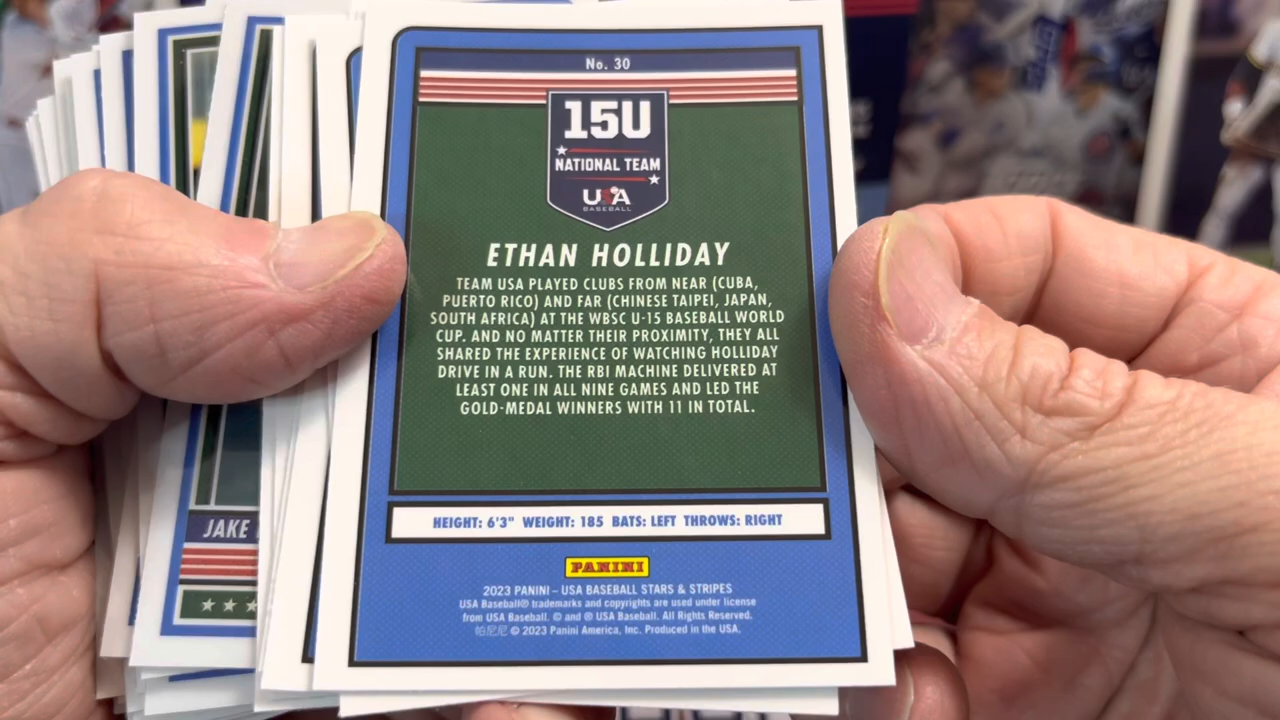 No. 30
15U
NATIONAL TEAM
USA
BASEBALL
ETHAN HOLLIDAY
TEAM USA PLAYED CLUBS FROM NEAR (CUBA,
PUERTO RICO) AND FAR (CHINESE TAIPEI, JAPAN,
SOUTH AFRICA) AT THE WBSC U-15 BASEBALL WORLD
CUP. AND NO MATTER THEIR PROXIMITY, THEY ALL
SHARED THE EXPERIENCE OF WATCHING HOLLIDAY
DRIVE IN A RUN. THE RBI MACHINE DELIVERED AT
LEAST ONE IN ALL NINE GAMES AND LED THE
GOLD-MEDAL WINNERS WITH 11 IN TOTAL.
HEIGHT: 6'3" WEIGHT: 185 BATS: LEFT THROWS: RIGHT
PANINI
2023 PANINI – USA BASEBALL STARS & STRIPES
USA Baseball® trademarks and copyrights are used under license
from USA Baseball. © and ® USA Baseball. All Rights Reserved.
帕尼尼 © 2023 Panini America, Inc. Produced in the USA.
JAKE